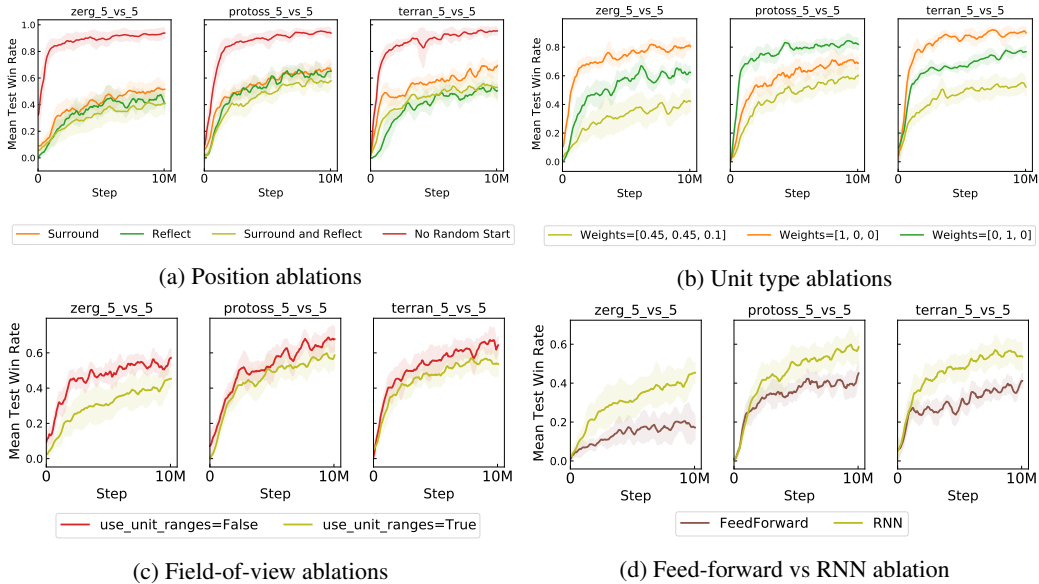 zerg_5_vs_5 protoss_5_vs_5 terran_5_vs_5
Mean Test Win Rate
1.0
0.8
0.6
0.4
0.2
0.0
0 10M 0 10M 0 10M
Step Step Step
Surround Reflect Surround and Reflect No Random Start
(a) Position ablations
zerg_5_vs_5 protoss_5_vs_5 terran_5_vs_5
Mean Test Win Rate
0.8
0.6
0.4
0.2
0.0
0 10M 0 10M 0 10M
Step Step Step
Weights=[0.45, 0.45, 0.1] Weights=[1, 0, 0] Weights=[0, 1, 0]
(b) Unit type ablations
zerg_5_vs_5 protoss_5_vs_5 terran_5_vs_5
Mean Test Win Rate
0.6
0.4
0.2
0.0
0 10M 0 10M 0 10M
Step Step Step
use_unit_ranges=False use_unit_ranges=True
(c) Field-of-view ablations
zerg_5_vs_5 protoss_5_vs_5 terran_5_vs_5
Mean Test Win Rate
0.6
0.4
0.2
0.0
0 10M 0 10M 0 10M
Step Step Step
FeedForward RNN
(d) Feed-forward vs RNN ablation